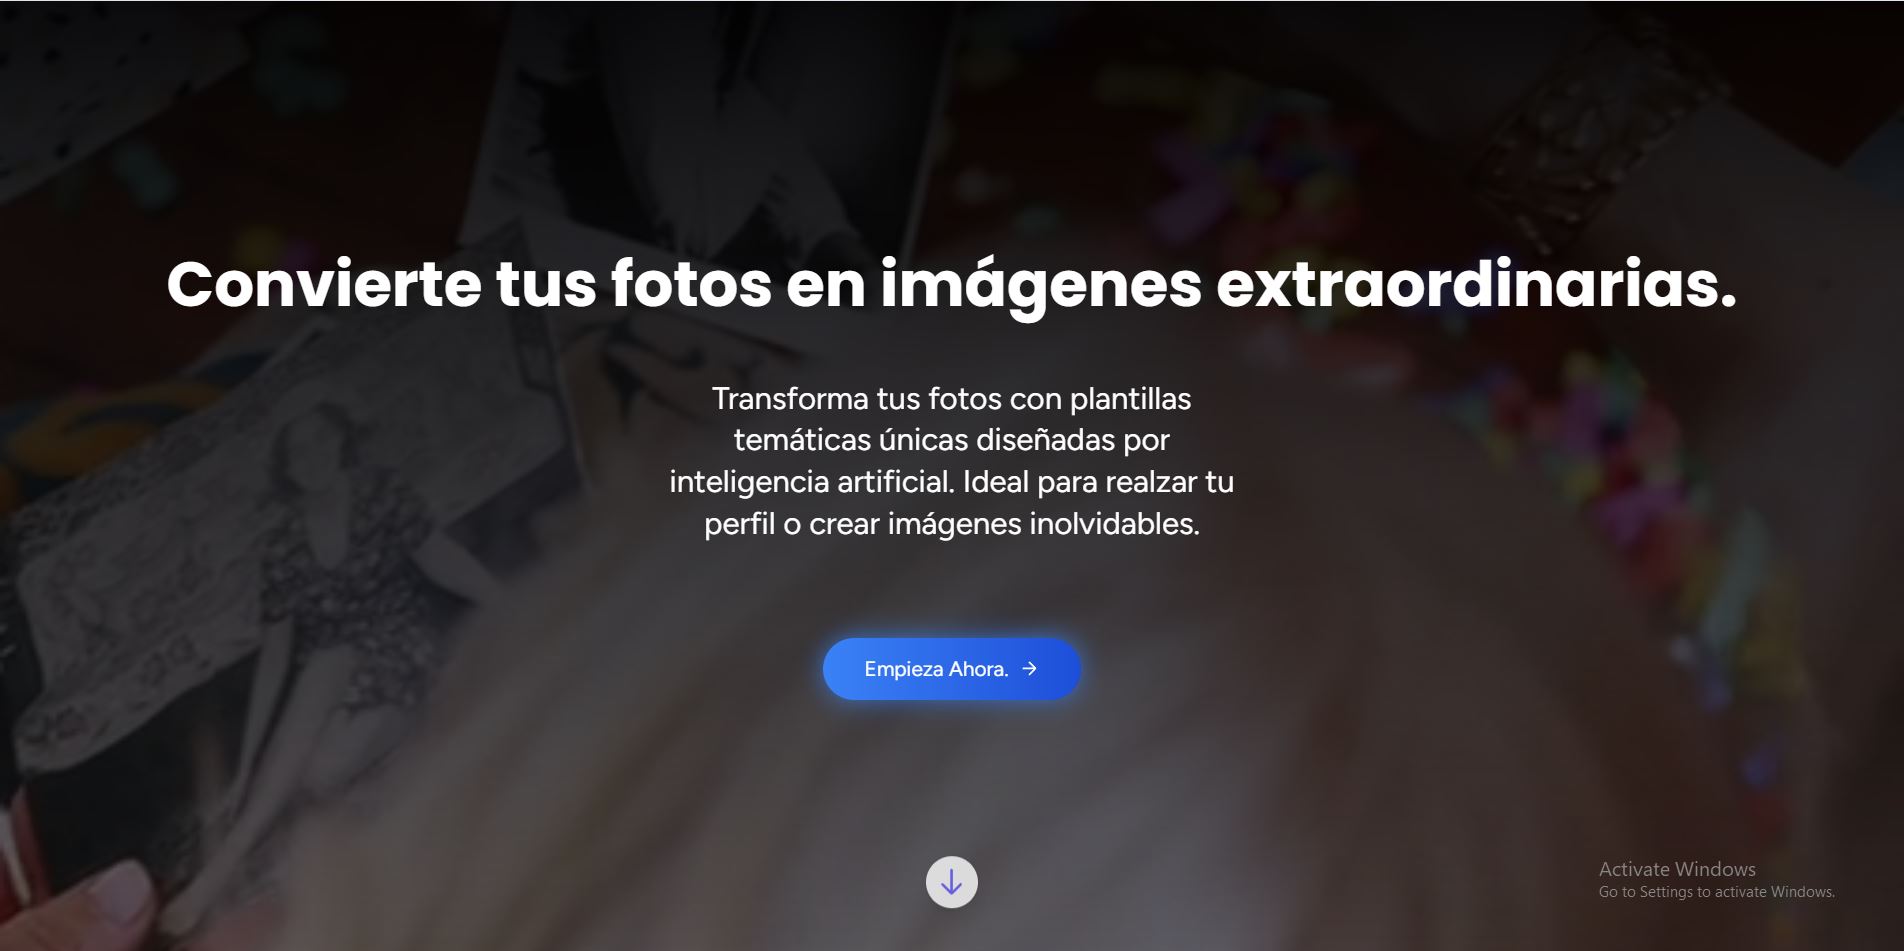 Convierte tus fotos en imágenes extraordinarias.
Transforma tus fotos con plantillas
temáticas únicas diseñadas por
inteligencia artificial. Ideal para realzar tu
perfil o crear imágenes inolvidables.
Empieza Ahora.
Activate Windows
Go to Settings to activate Windows.